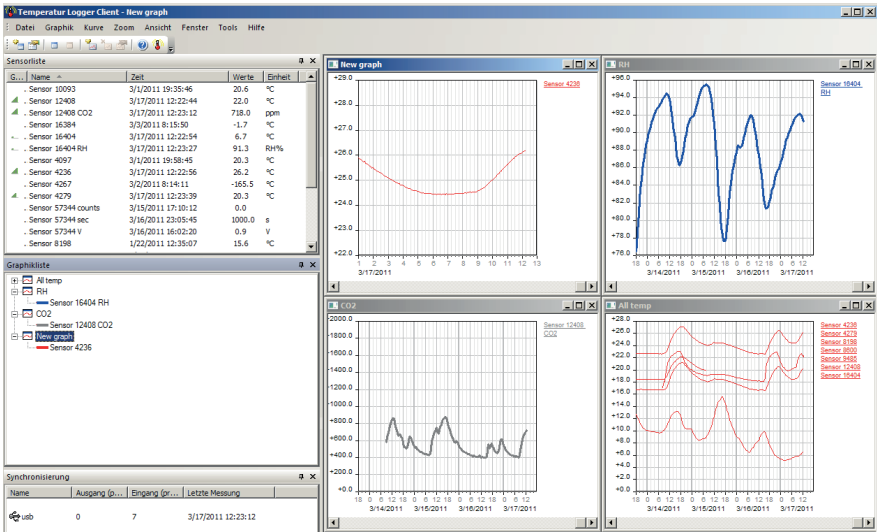 Temperatur Logger Client - New graph
Datei Graphik Kurve Zoom Ansicht Fenster Tools Hilfe
Sensorliste
G... Name Zeit Werte Einheit
. Sensor 10093 3/1/2011 19:35:46 20.6 °C
. Sensor 12408 3/17/2011 12:22:44 22.0 °C
. Sensor 12408 CO2 3/17/2011 12:23:12 718.0 ppm
. Sensor 16384 3/3/2011 8:15:50 -1.7 °C
. Sensor 16404 3/17/2011 12:22:54 6.7 °C
. Sensor 16404 RH 3/17/2011 12:23:27 91.3 RH%
. Sensor 4097 3/1/2011 19:58:45 20.3 °C
. Sensor 4236 3/17/2011 12:22:56 26.2 °C
. Sensor 4267 3/2/2011 8:14:11 -165.5 °C
. Sensor 4279 3/17/2011 12:23:39 20.3 °C
. Sensor 57344 counts 3/15/2011 17:10:12 0.0
. Sensor 57344 sec 3/16/2011 23:05:45 1000.0 s
. Sensor 57344 V 3/16/2011 16:02:20 0.9 V
. Sensor 8198 1/22/2011 12:35:07 15.6 °C
Graphikliste
All temp
RH
Sensor 16404 RH
CO2
Sensor 12408 CO2
New graph
Sensor 4236
Synchronisierung
Name Ausgang (p... Eingang (pr... Letzte Messung
usb 0 7 3/17/2011 12:23:12
New graph
Sensor 4236
+29.0
+28.0
+27.0
+26.0
+25.0
+24.0
+23.0
+22.0
1 2 3 4 5 6 7 8 9 10 11 12 13
3/17/2011
RH
Sensor 16404
RH
+96.0
+94.0
+92.0
+90.0
+88.0
+86.0
+84.0
+82.0
+80.0
+78.0
+76.0
18 0 6 12 18 0 6 12 18 0 6 12 18 0 6 12
3/14/2011 3/15/2011 3/16/2011 3/17/2011
CO2
Sensor 12408
CO2
+2000.0
+1800.0
+1600.0
+1400.0
+1200.0
+1000.0
+800.0
+600.0
+400.0
+200.0
+0.0
18 0 6 12 18 0 6 12 18 0 6 12 18 0 6 12
3/14/2011 3/15/2011 3/16/2011 3/17/2011
All temp
Sensor 4236
Sensor 4279
Sensor 8198
Sensor 8600
Sensor 9485
Sensor 12408
Sensor 16404
+28.0
+26.0
+24.0
+22.0
+20.0
+18.0
+16.0
+14.0
+12.0
+10.0
+8.0
+6.0
+4.0
+2.0
+0.0
18 0 6 12 18 0 6 12 18 0 6 12 18 0 6 12
3/14/2011 3/15/2011 3/16/2011 3/17/2011